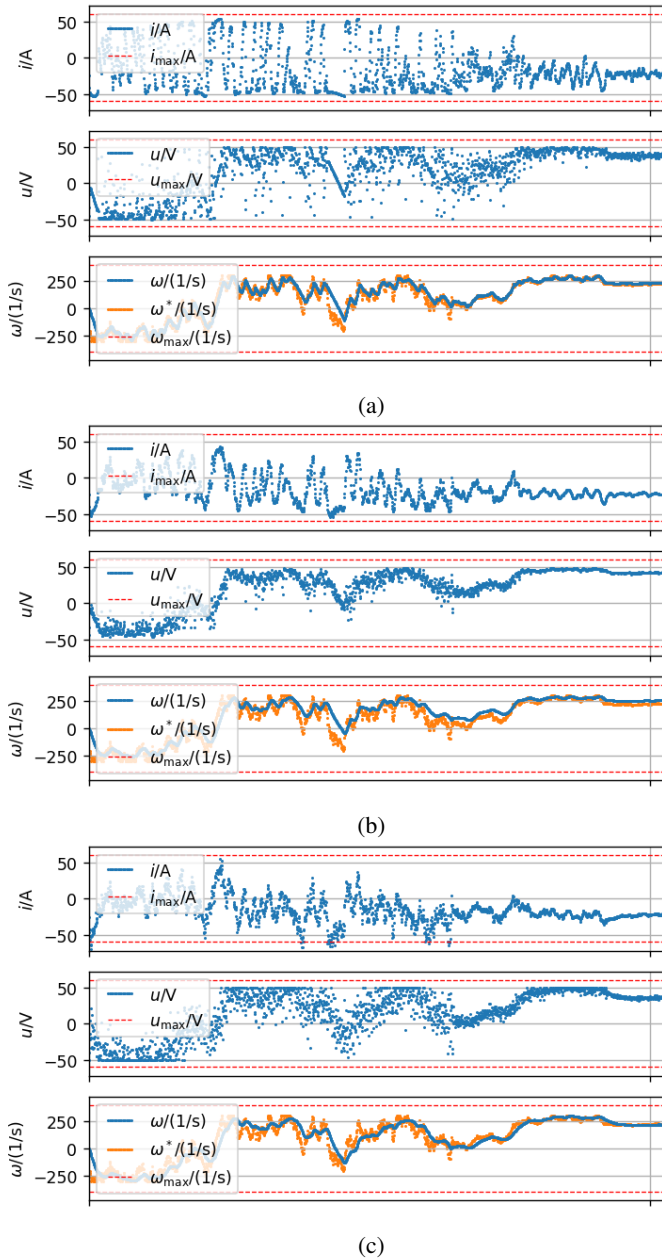 50
0
−50
i/A
i/A
i_max/A
50
0
−50
u/V
u/V
u_max/V
250
0
−250
ω/(1/s)
ω/(1/s)
ω*/(1/s)
ω_max/(1/s)
(a)
50
0
−50
i/A
i/A
i_max/A
50
0
−50
u/V
u/V
u_max/V
250
0
−250
ω/(1/s)
ω/(1/s)
ω*/(1/s)
ω_max/(1/s)
(b)
50
0
−50
i/A
i/A
i_max/A
50
0
−50
u/V
u/V
u_max/V
250
0
−250
ω/(1/s)
ω/(1/s)
ω*/(1/s)
ω_max/(1/s)
(c)